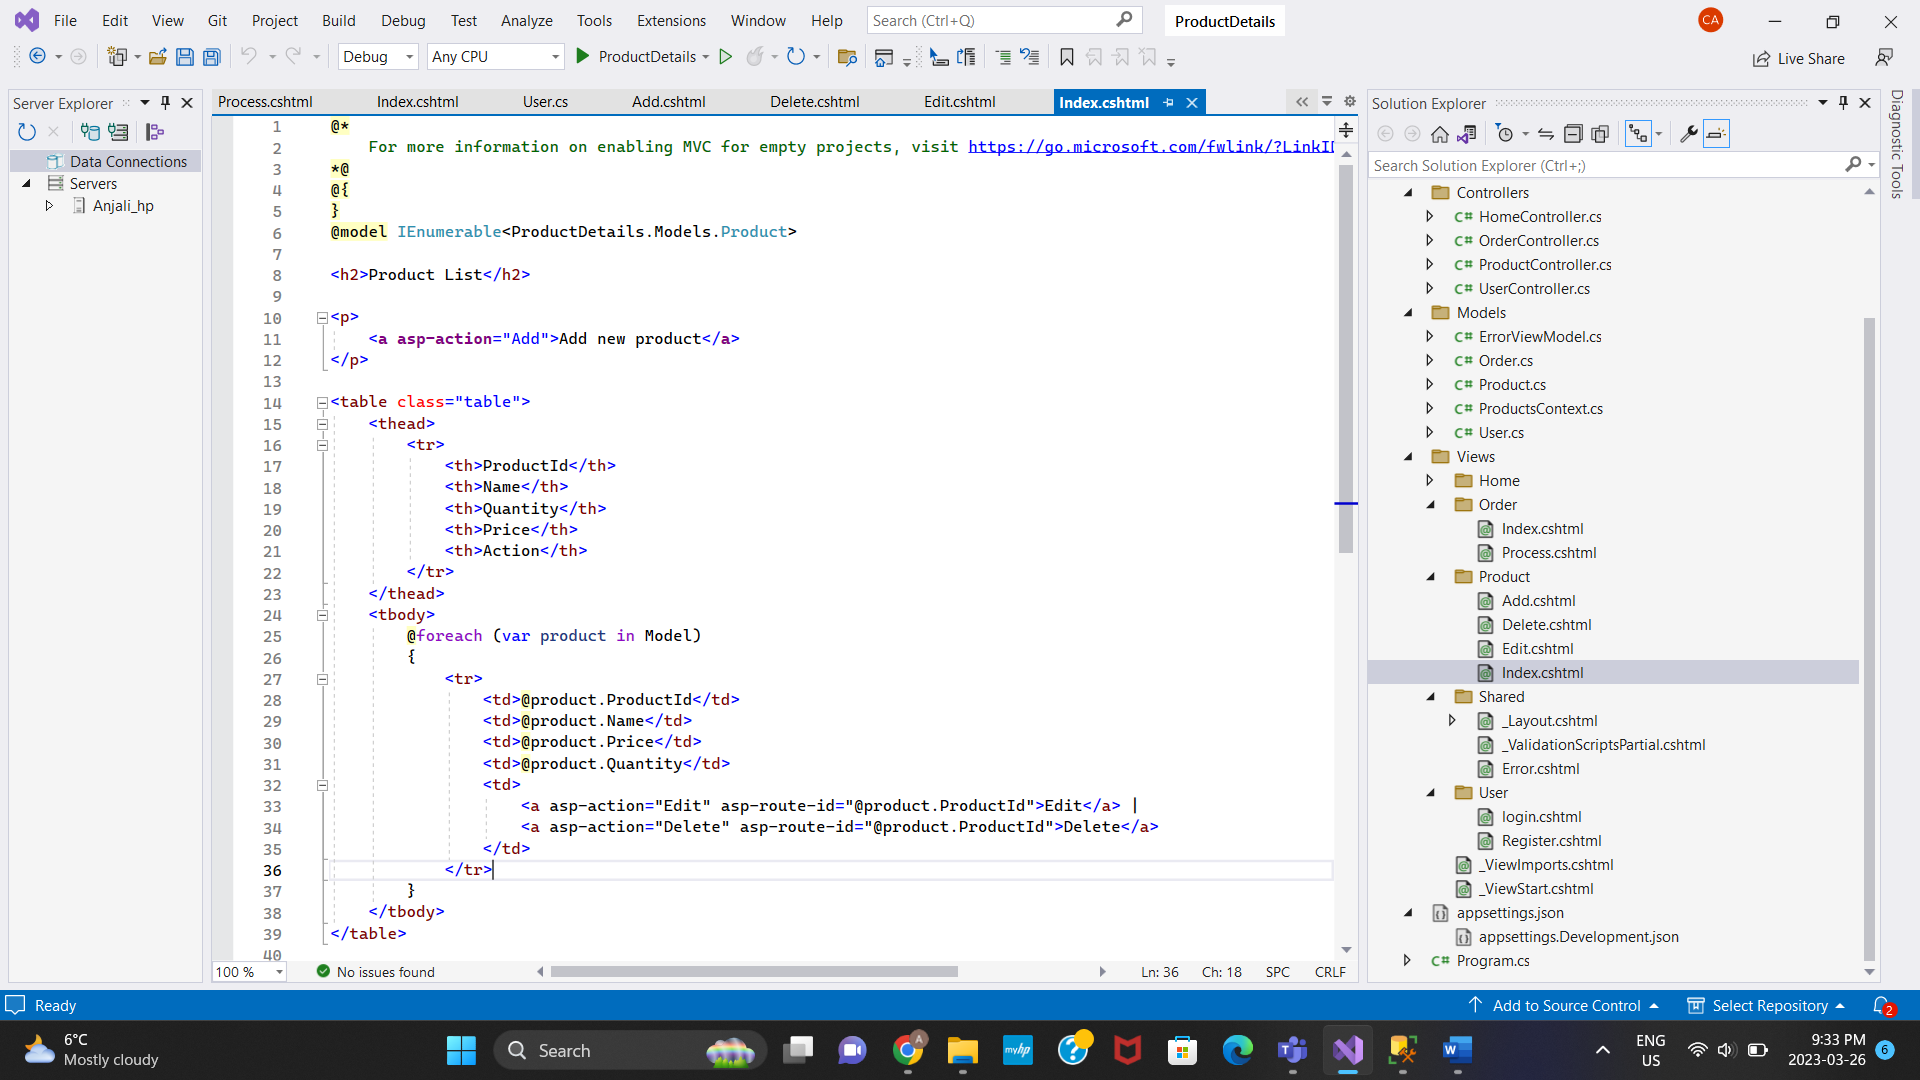 File Edit View Git Project Build Debug Test Analyze Tools Extensions Window Help Search (Ctrl+Q) ProductDetails CA
Debug Any CPU ProductDetails Live Share
Server Explorer
Data Connections
Servers
Anjali_hp
Process.cshtml Index.cshtml User.cs Add.cshtml Delete.cshtml Edit.cshtml Index.cshtml
1 @*
2 For more information on enabling MVC for empty projects, visit https://go.microsoft.com/fwlink/?LinkID
3 *@
4 @{
5 }
6 @model IEnumerable<ProductDetails.Models.Product>
7
8 <h2>Product List</h2>
9
10 <p>
11 <a asp-action="Add">Add new product</a>
12 </p>
13
14 <table class="table">
15 <thead>
16 <tr>
17 <th>ProductId</th>
18 <th>Name</th>
19 <th>Quantity</th>
20 <th>Price</th>
21 <th>Action</th>
22 </tr>
23 </thead>
24 <tbody>
25 @foreach (var product in Model)
26 {
27 <tr>
28 <td>@product.ProductId</td>
29 <td>@product.Name</td>
30 <td>@product.Price</td>
31 <td>@product.Quantity</td>
32 <td>
33 <a asp-action="Edit" asp-route-id="@product.ProductId">Edit</a> |
34 <a asp-action="Delete" asp-route-id="@product.ProductId">Delete</a>
35 </td>
36 </tr>
37 }
38 </tbody>
39 </table>
40
100 % No issues found Ln: 36 Ch: 18 SPC CRLF
Solution Explorer
Search Solution Explorer (Ctrl+;)
Controllers
C# HomeController.cs
C# OrderController.cs
C# ProductController.cs
C# UserController.cs
Models
C# ErrorViewModel.cs
C# Order.cs
C# Product.cs
C# ProductsContext.cs
C# User.cs
Views
Home
Order
Index.cshtml
Process.cshtml
Product
Add.cshtml
Delete.cshtml
Edit.cshtml
Index.cshtml
Shared
_Layout.cshtml
_ValidationScriptsPartial.cshtml
Error.cshtml
User
login.cshtml
Register.cshtml
_ViewImports.cshtml
_ViewStart.cshtml
appsettings.json
appsettings.Development.json
C# Program.cs
Diagnostic Tools
Ready Add to Source Control Select Repository 2
6°C
Mostly cloudy
Search
A
myhp
W
ENG
US
9:33 PM
2023-03-26
6